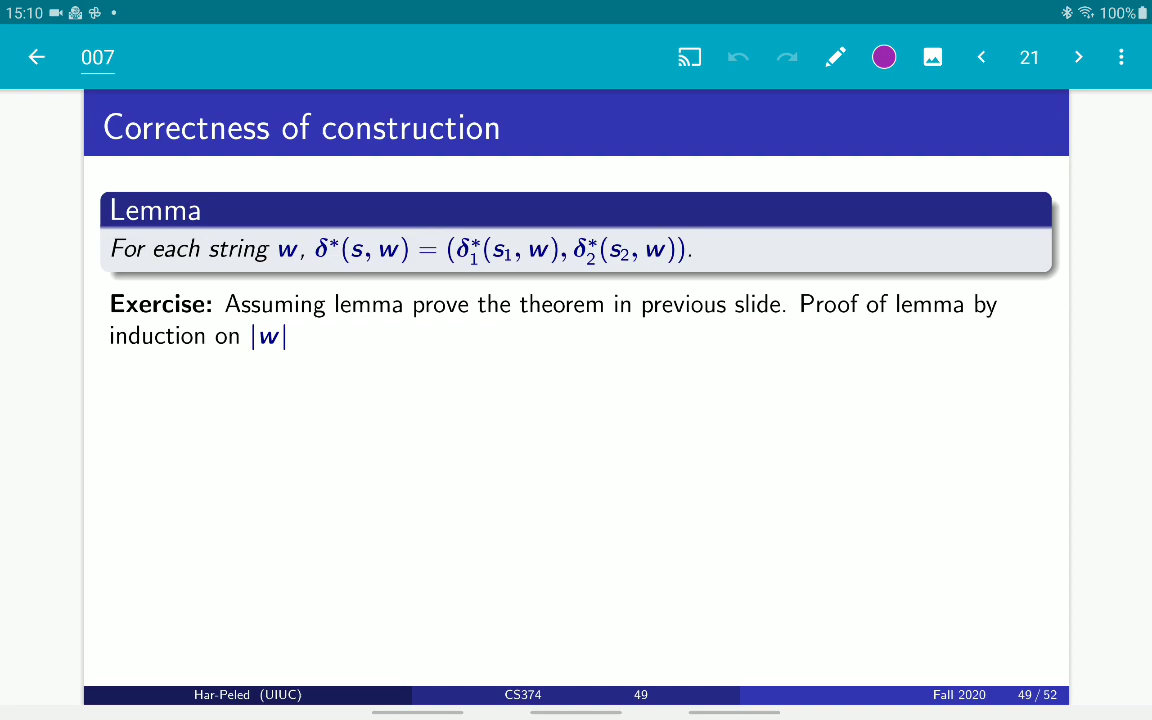 15:10 100%
007 21
Correctness of construction
Lemma
For each string w, δ*(s, w) = (δ₁*(s₁, w), δ₂*(s₂, w)).
Exercise: Assuming lemma prove the theorem in previous slide. Proof of lemma by
induction on |w|
Har-Peled (UIUC) CS374 49 Fall 2020 49 / 52